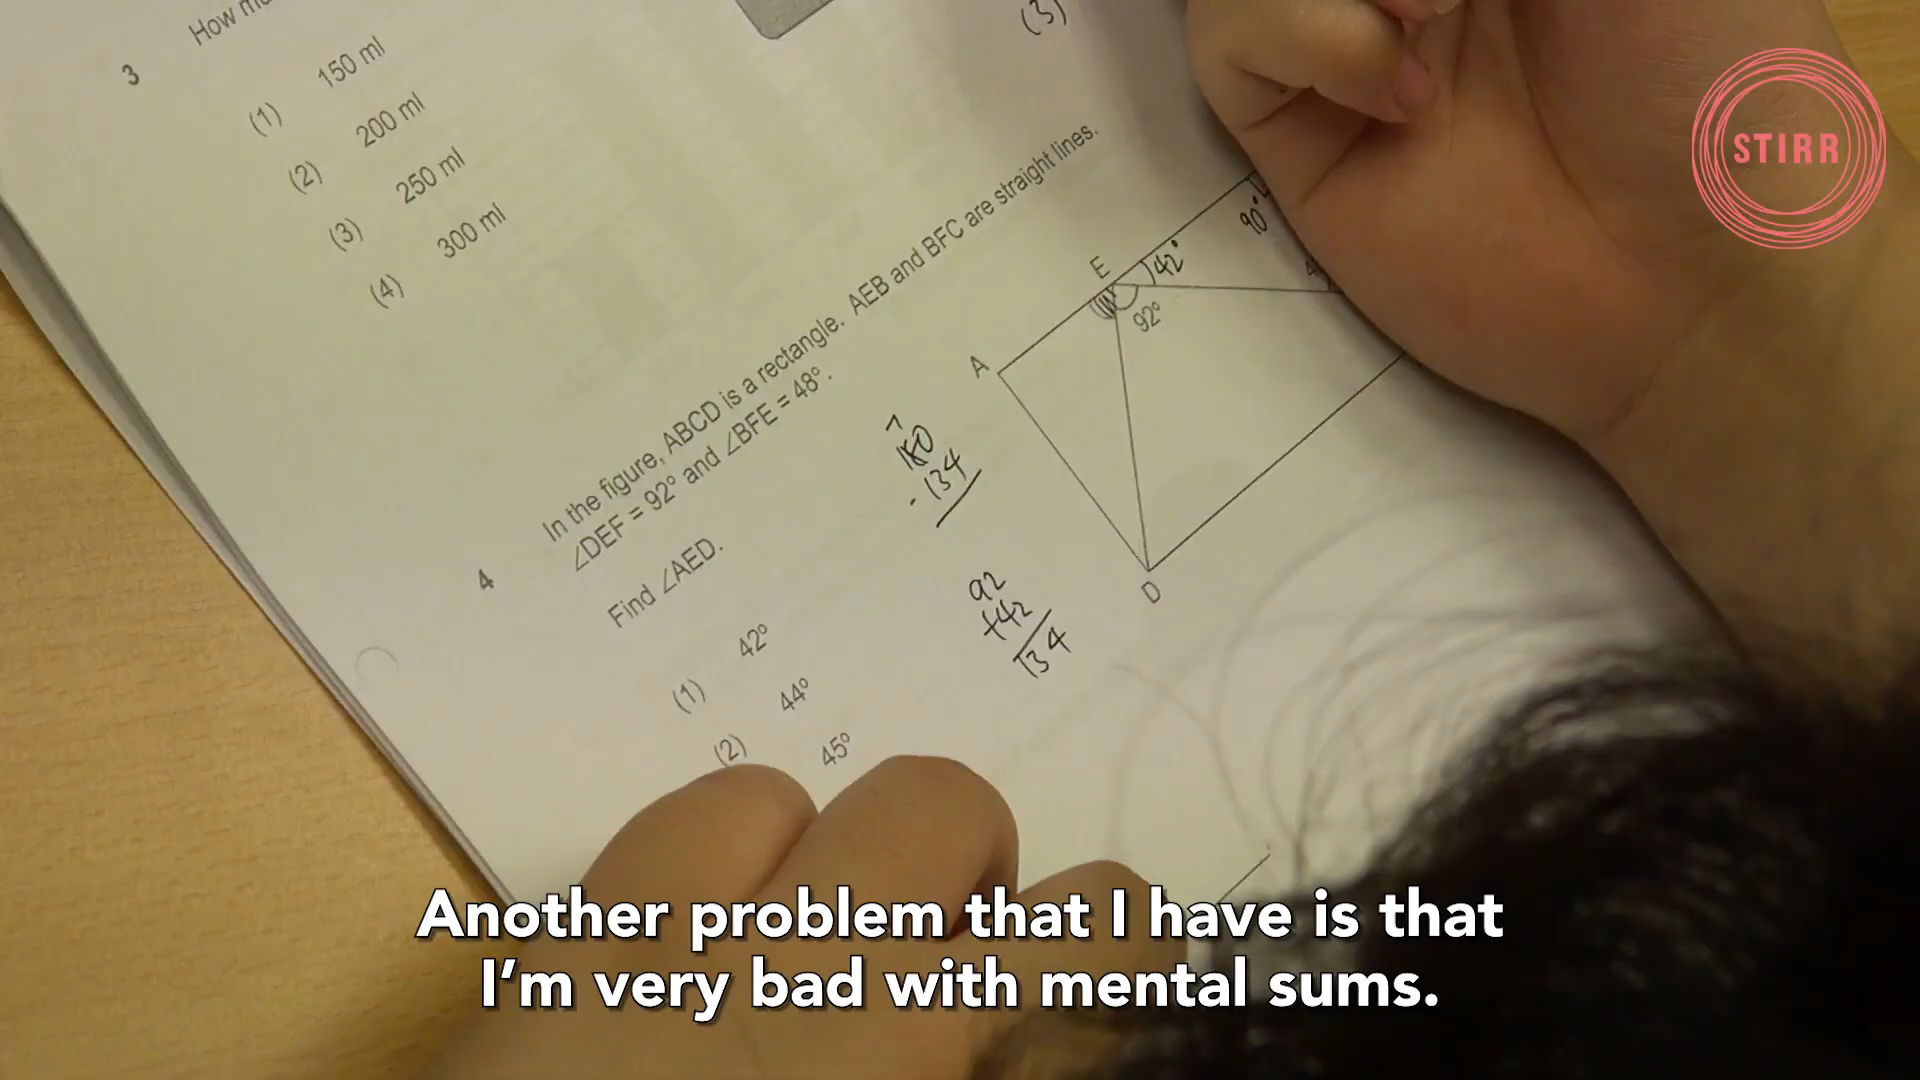 How
3
(1) 150 ml
(2) 200 ml
(3) 250 ml
(4) 300 ml
(3)
STIRR
4
In the figure, ABCD is a rectangle. AEB and BFC are straight lines.
∠DEF = 92° and ∠BFE = 48°.
Find ∠AED.
(1) 42°
(2) 44°
45°
A
E
D
42°
90°
92°
180
- 134
92
+42
134
Another problem that I have is that
I'm very bad with mental sums.